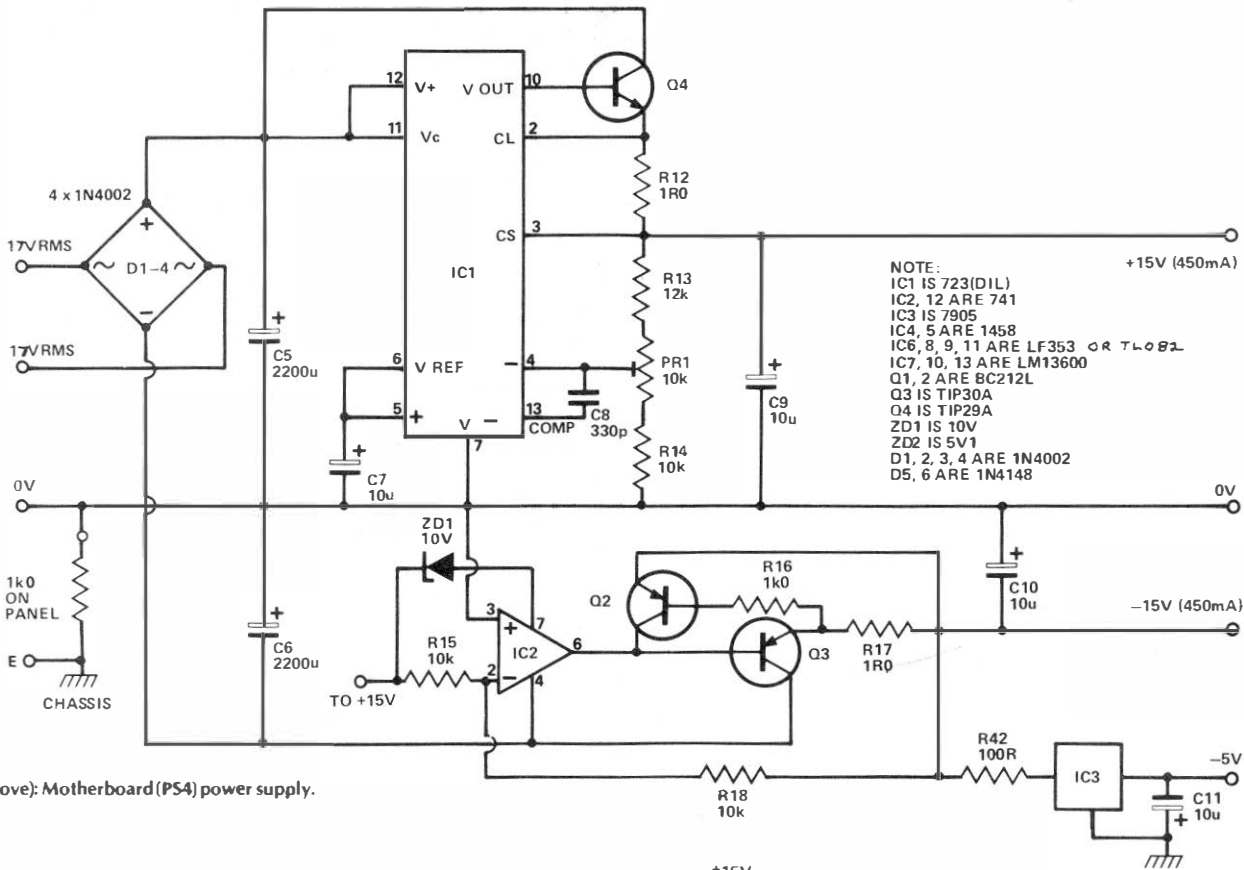 12
V+
V OUT
10
Q4
11
Vc
CL
2
R12
1R0
4 x 1N4002
+
17VRMS
~ D1–4 ~
−
CS
3
+15V (450mA)
IC1
R13
12k
NOTE:
IC1 IS 723(DIL)
IC2, 12 ARE 741
IC3 IS 7905
IC4, 5 ARE 1458
IC6, 8, 9, 11 ARE LF353 OR TL082
IC7, 10, 13 ARE LM13600
Q1, 2 ARE BC212L
Q3 IS TIP30A
Q4 IS TIP29A
ZD1 IS 10V
ZD2 IS 5V1
D1, 2, 3, 4 ARE 1N4002
D5, 6 ARE 1N4148
17VRMS
+
C5
2200u
6
V REF
−
4
PR1
10k
+
C9
10u
5
+
V −
13
COMP
C8
330p
7
R14
10k
+
C7
10u
0V
0V
ZD1
10V
1k0
ON
PANEL
E
CHASSIS
+
C6
2200u
R15
10k
TO +15V
3
+
7
IC2
6
2
−
4
Q2
R16
1k0
Q3
R17
1R0
+
C10
10u
−15V (450mA)
R18
10k
R42
100R
IC3
−5V
C11
10u
+
ove): Motherboard (PS4) power supply.
+15V